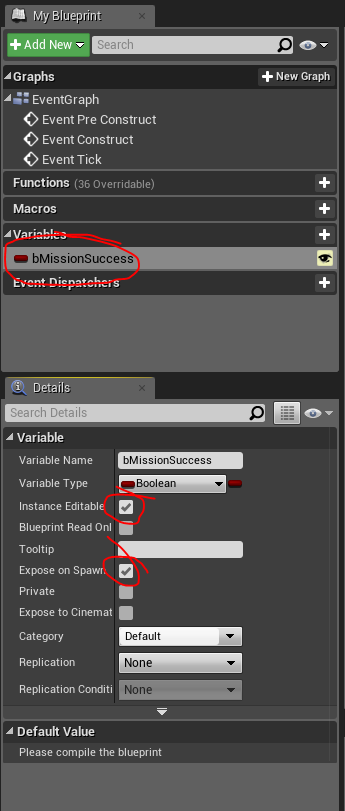 My Blueprint
Add New
Search
Graphs
New Graph
EventGraph
Event Pre Construct
Event Construct
Event Tick
Functions (36 Overridable)
Macros
Variables
bMissionSuccess
Event Dispatchers
Details
Search Details
Variable
Variable Name bMissionSuccess
Variable Type Boolean
Instance Editable
Blueprint Read Onl
Tooltip
Expose on Spawn
Private
Expose to Cinemat
Category Default
Replication None
Replication Conditi None
Default Value
Please compile the blueprint